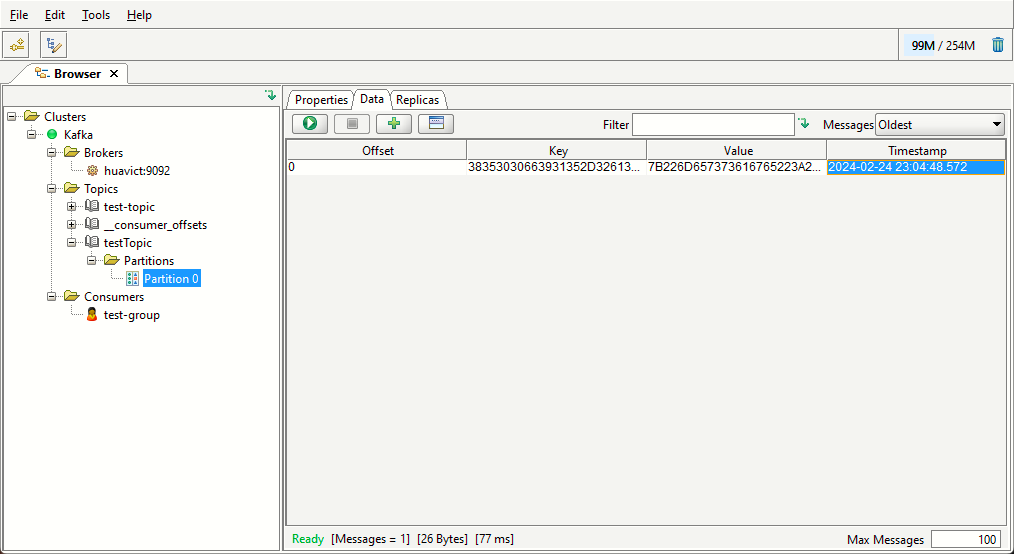 File Edit Tools Help
99M / 254M
Browser
Clusters
Kafka
Brokers
huavict:9092
Topics
test-topic
__consumer_offsets
testTopic
Partitions
Partition 0
Consumers
test-group
Properties Data Replicas
Filter Messages Oldest
Offset Key Value Timestamp
0 38353030663931352D32613... 7B226D657373616765223A2... 2024-02-24 23:04:48.572
Ready [Messages = 1] [26 Bytes] [77 ms] Max Messages 100